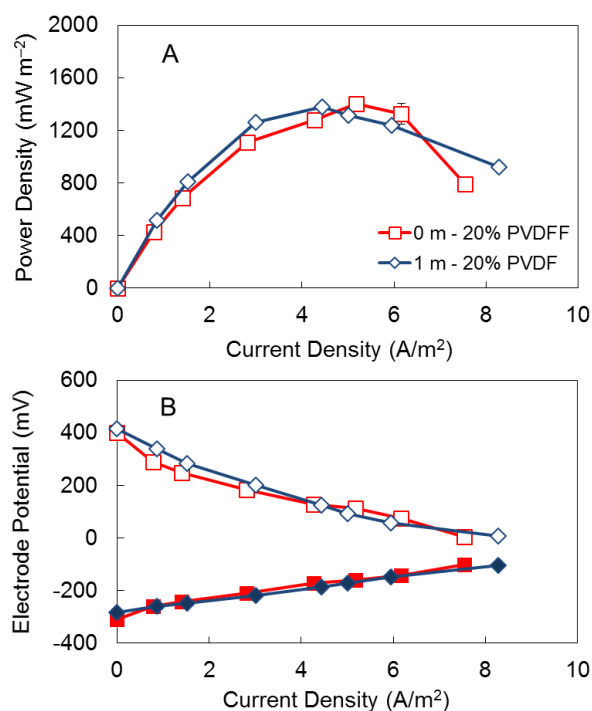 A
Power Density (mW m⁻²)
2000
1600
1200
800
400
0
0 m - 20% PVDFF
1 m - 20% PVDF
0 2 4 6 8 10
Current Density (A/m²)
B
Electrode Potential (mV)
600
400
200
0
-200
-400
0 2 4 6 8 10
Current Density (A/m²)